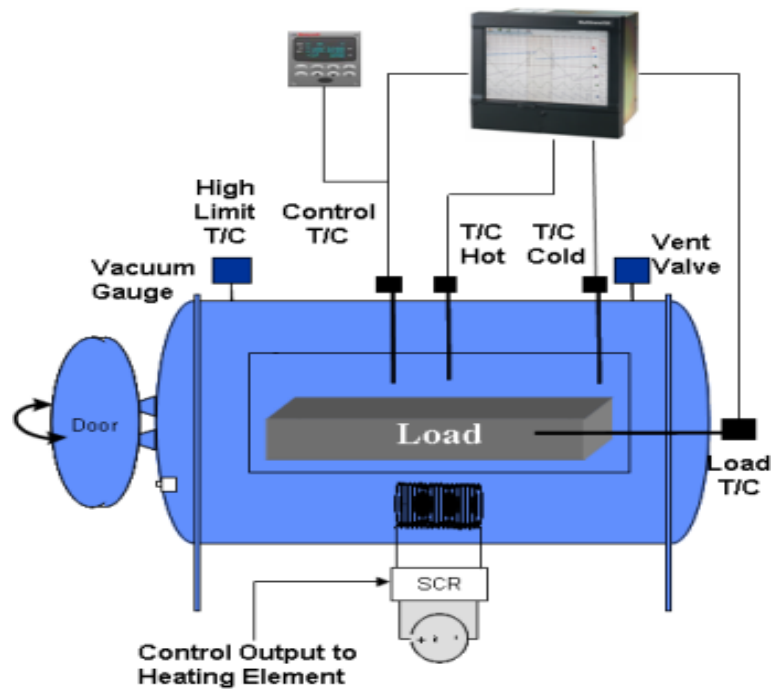 High
Limit
T/C
Control
T/C
T/C
Hot
T/C
Cold
Vent
Valve
Vacuum
Gauge
Door
Load
Load
T/C
SCR
Control Output to
Heating Element